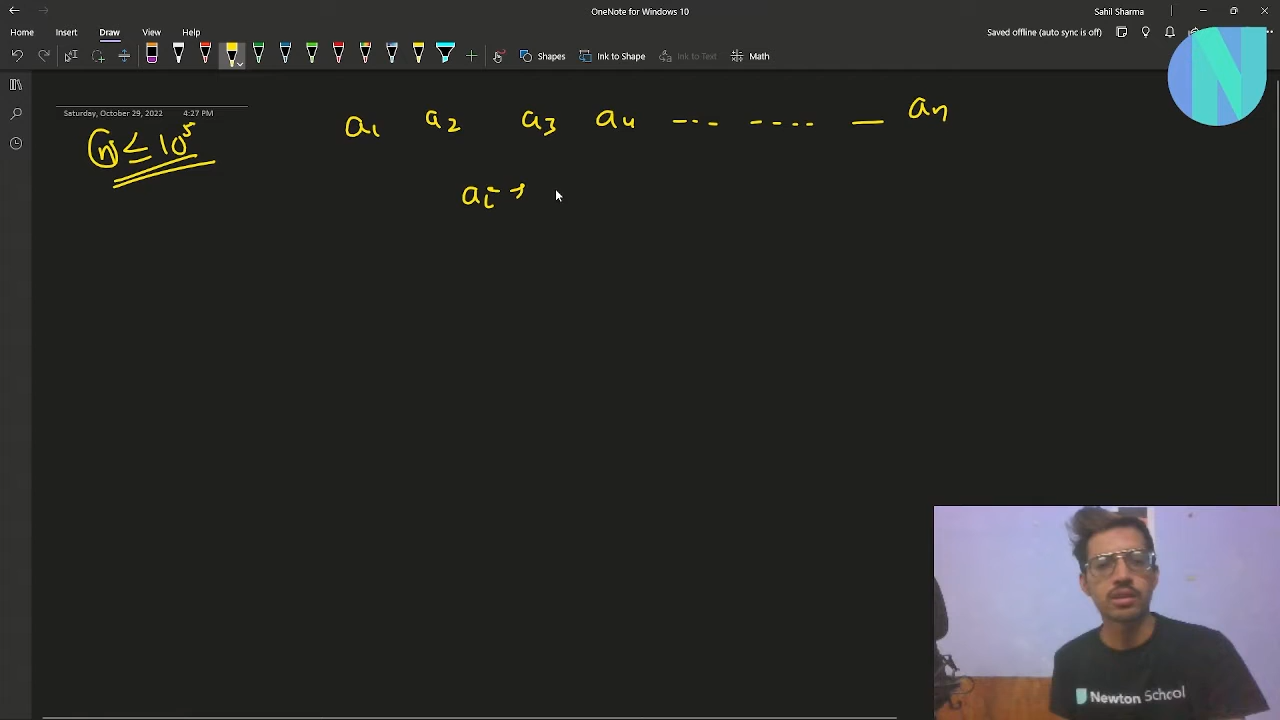 OneNote for Windows 10
Sahil Sharma
Home Insert Draw View Help
Saved offline (auto sync is off)
Shapes Ink to Shape Ink to Text Math
Saturday, October 29, 2022 4:27 PM
a1 a2 a3 a4 --- ---- — an
n ≤ 10^5
ai →
Newton School